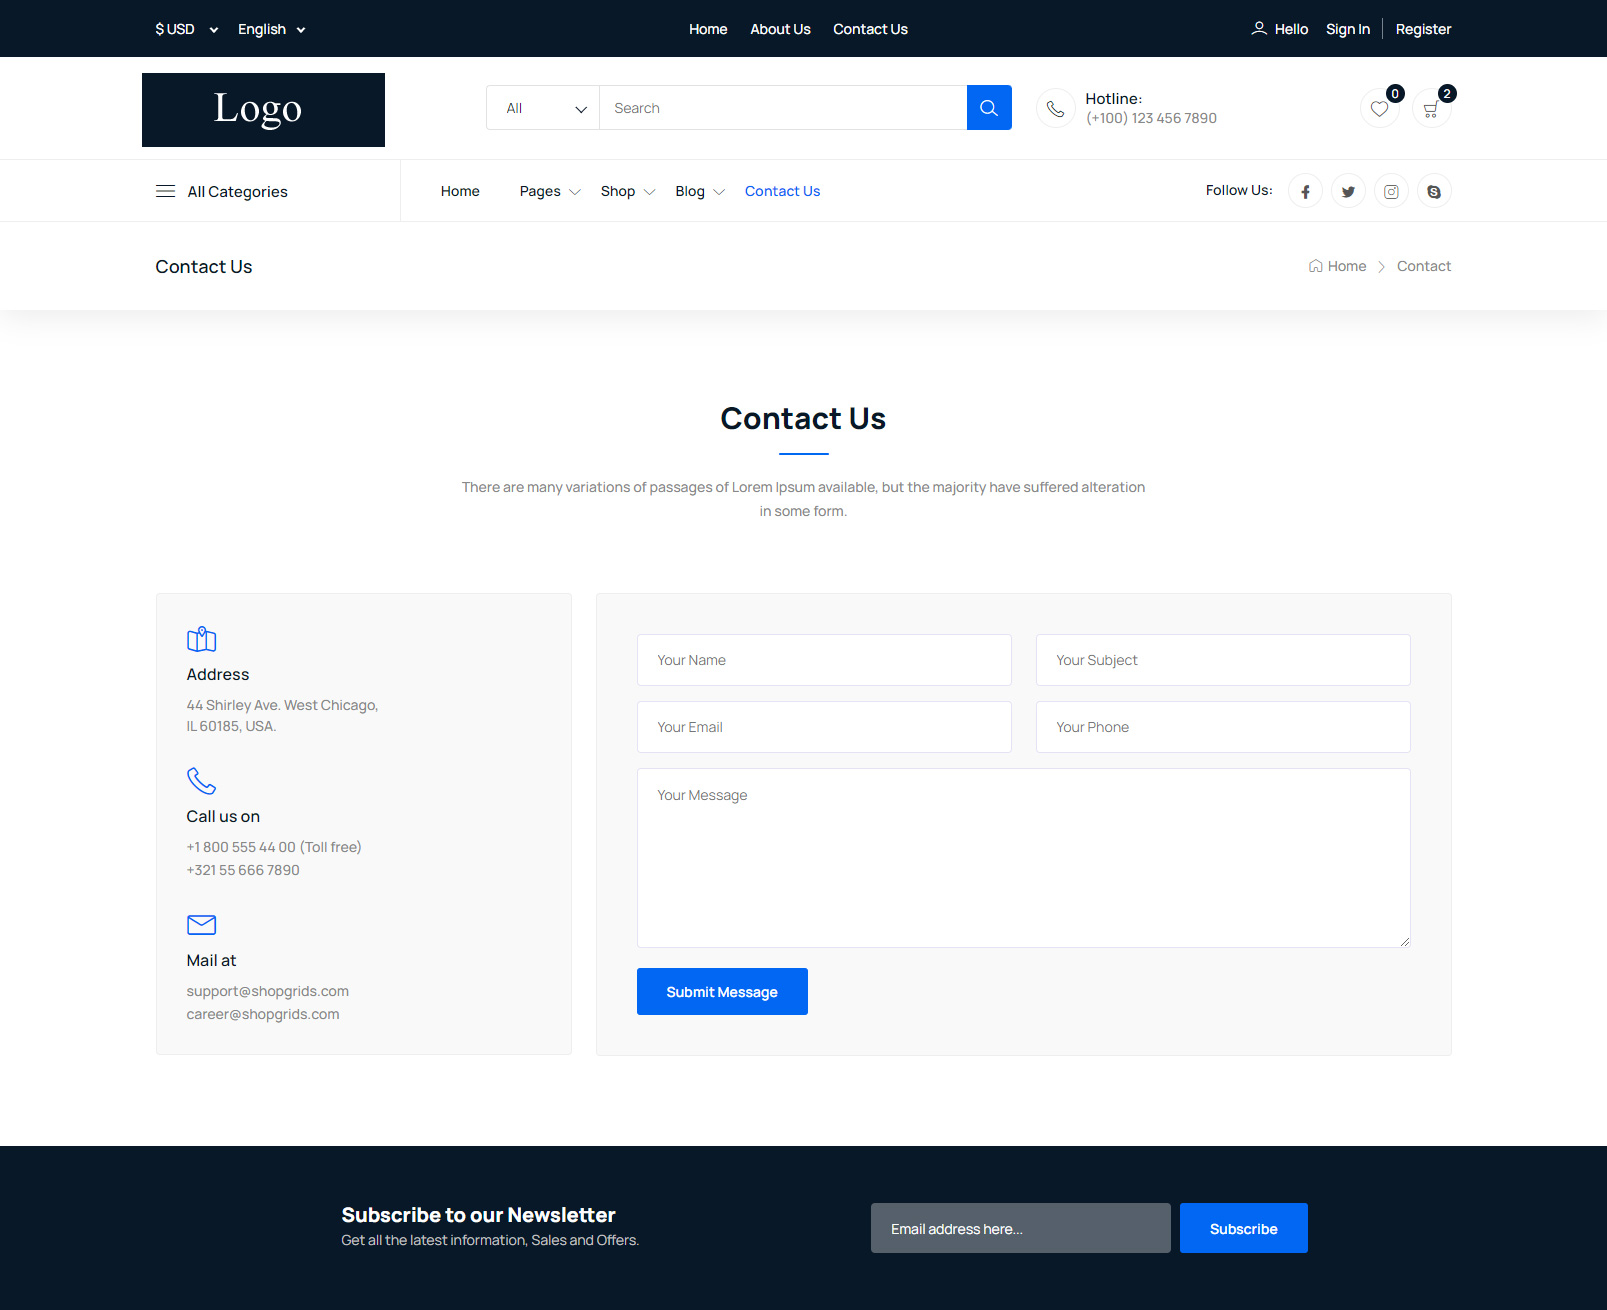 $ USD English Home About Us Contact Us Hello Sign In Register
Logo
All Search
Hotline:
(+100) 123 456 7890
0 2
All Categories Home Pages Shop Blog Contact Us Follow Us:
Contact Us Home Contact
Contact Us
There are many variations of passages of Lorem Ipsum available, but the majority have suffered alteration
in some form.
Address
44 Shirley Ave. West Chicago,
IL 60185, USA.
Call us on
+1 800 555 44 00 (Toll free)
+321 55 666 7890
Mail at
support@shopgrids.com
career@shopgrids.com
Your Name Your Subject
Your Email Your Phone
Your Message
Submit Message
Subscribe to our Newsletter
Get all the latest information, Sales and Offers.
Email address here... Subscribe